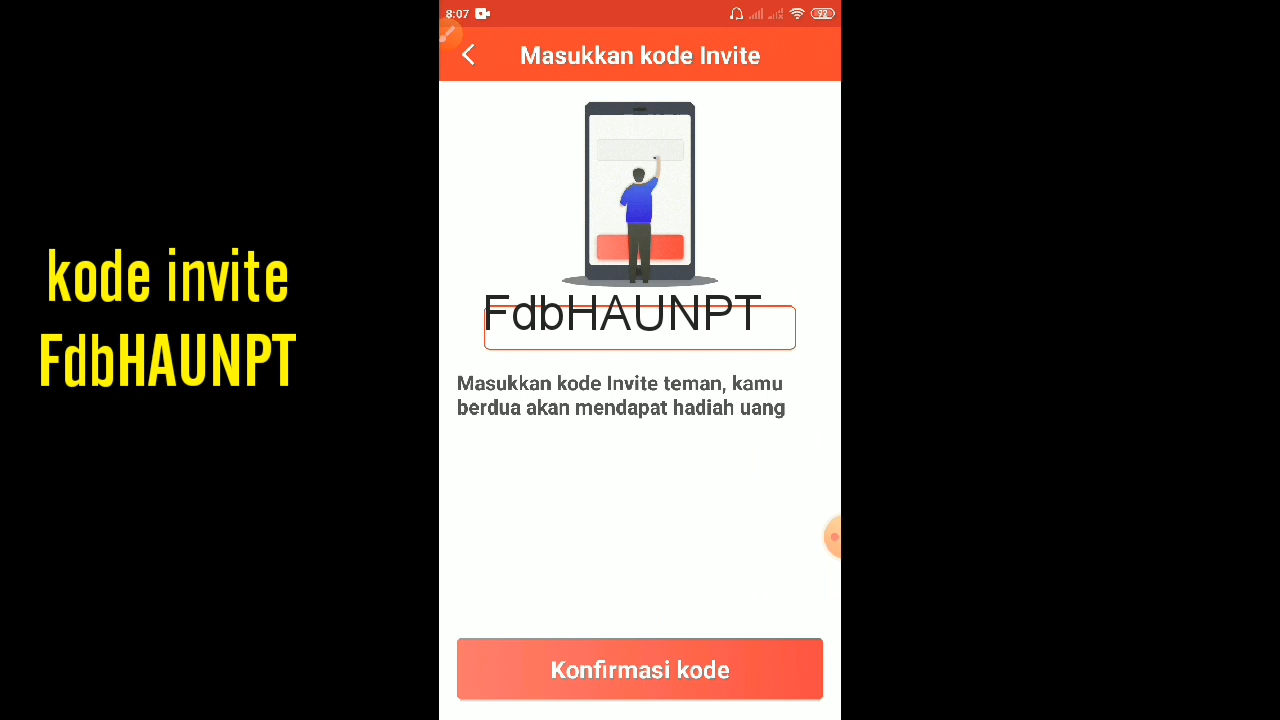 8:07
92
Masukkan kode Invite
kode invite
FdbHAUNPT
FdbHAUNPT
Masukkan kode Invite teman, kamu
berdua akan mendapat hadiah uang
Konfirmasi kode